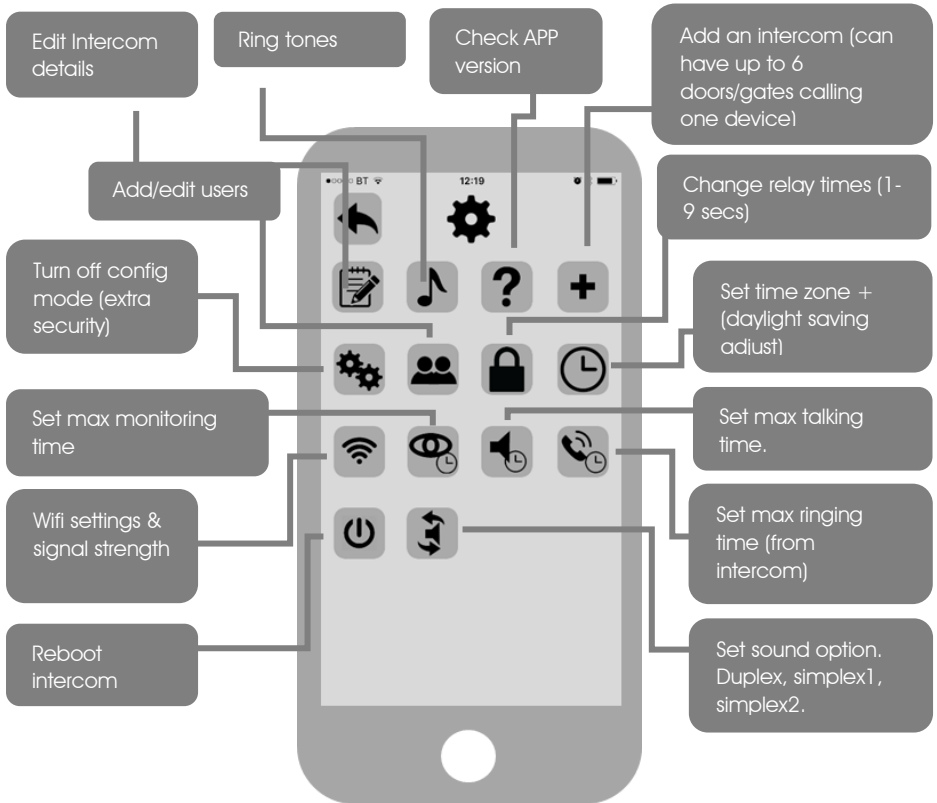 Edit Intercom
details
Ring tones
Check APP
version
Add an intercom (can
have up to 6
doors/gates calling
one device)
Add/edit users
BT
12:19
Change relay times (1-
9 secs)
Turn off config
mode (extra
security)
Set time zone +
(daylight saving
adjust)
Set max monitoring
time
Set max talking
time.
Wifi settings &
signal strength
Set max ringing
time (from
intercom)
Reboot
intercom
Set sound option.
Duplex, simplex1,
simplex2.